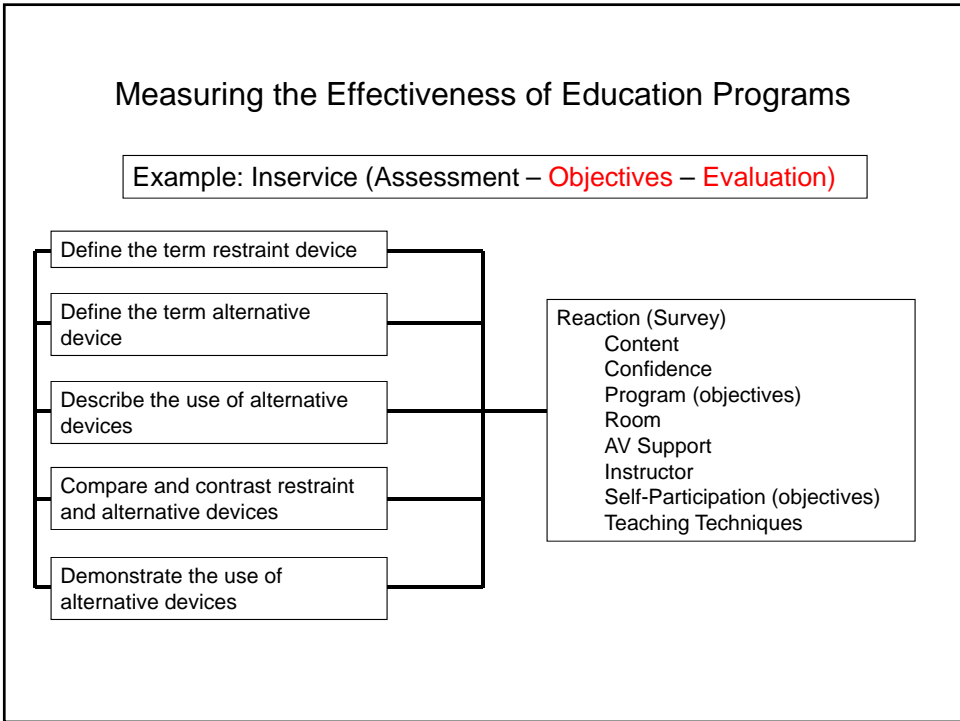 Measuring the Effectiveness of Education Programs
Example: Inservice (Assessment – Objectives – Evaluation)
Define the term restraint device
Define the term alternative
device
Describe the use of alternative
devices
Compare and contrast restraint
and alternative devices
Demonstrate the use of
alternative devices
Reaction (Survey)
Content
Confidence
Program (objectives)
Room
AV Support
Instructor
Self-Participation (objectives)
Teaching Techniques